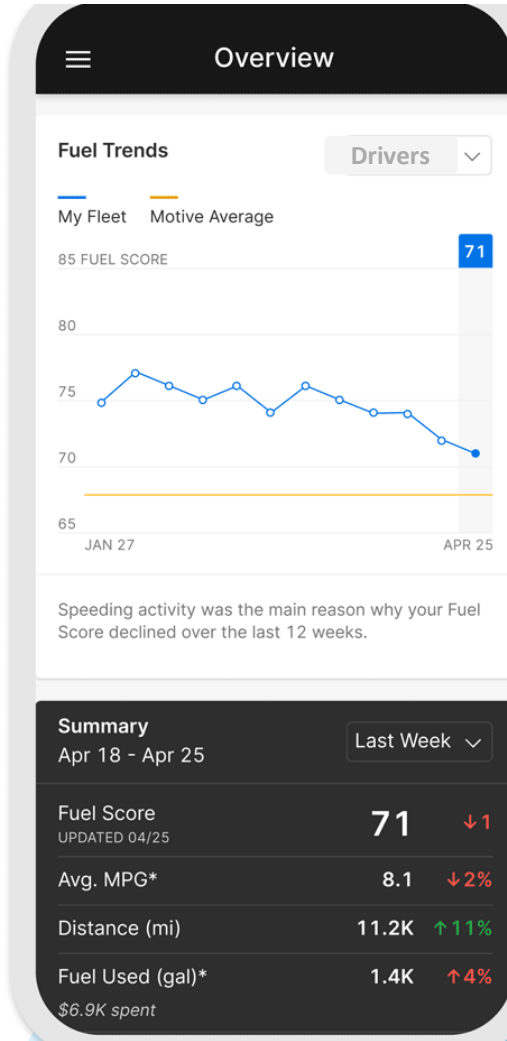 Overview
Fuel Trends
Drivers
My Fleet Motive Average
85 FUEL SCORE
71
80
75
70
65
JAN 27 APR 25
Speeding activity was the main reason why your Fuel
Score declined over the last 12 weeks.
Summary
Apr 18 - Apr 25
Last Week
Fuel Score
UPDATED 04/25
71 ↓1
Avg. MPG* 8.1 ↓2%
Distance (mi) 11.2K ↑11%
Fuel Used (gal)* 1.4K ↑4%
$6.9K spent